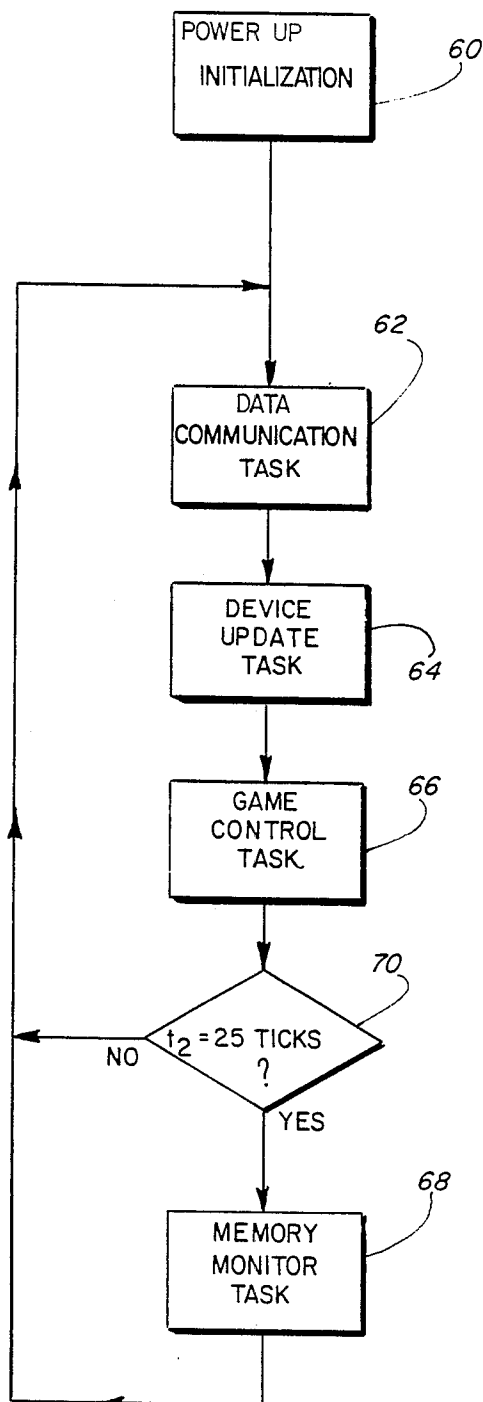 POWER UP
INITIALIZATION
60
62
DATA
COMMUNICATION
TASK
DEVICE
UPDATE
TASK
64
66
GAME
CONTROL
TASK
70
t₂ = 25 TICKS
?
NO
YES
68
MEMORY
MONITOR
TASK